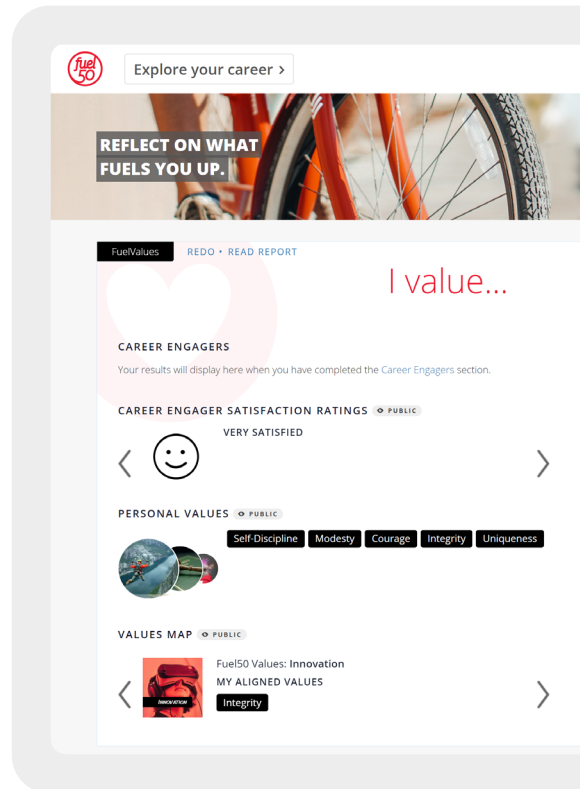 fuel
50
Explore your career >
REFLECT ON WHAT
FUELS YOU UP.
FuelValues REDO • READ REPORT
I value...
CAREER ENGAGERS
Your results will display here when you have completed the Career Engagers section.
CAREER ENGAGER SATISFACTION RATINGS PUBLIC
VERY SATISFIED
PERSONAL VALUES PUBLIC
Self-Discipline Modesty Courage Integrity Uniqueness
VALUES MAP PUBLIC
Fuel50 Values: Innovation
MY ALIGNED VALUES
INNOVATION
Integrity